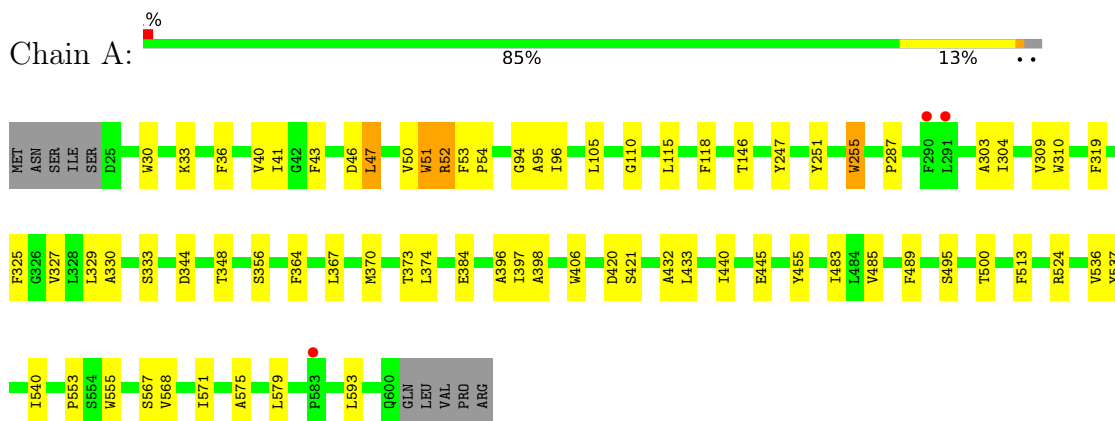 .%
Chain A:
85% 13% . .
MET ASN SER ILE SER D25 W30 K33 F36 V40 I41 G42 F43 D46 L47 V50 W51 R52 F53 P54 G94 A95 I96 L105 G110 L115 F118 T146 Y247 Y251 W255 P287 F290 L291 A303 I304 V309 W310 F319
F325 G326 V327 L328 L329 A330 S333 D344 T348 S356 F364 L367 M370 T373 L374 E384 A396 I397 A398 W406 D420 S421 A432 L433 I440 E445 Y455 I483 L484 V485 F489 S495 T500 F513 R524 V536 Y537
I540 P553 S554 W555 S567 V568 I571 A575 L579 P583 L593 Q600 GLN LEU VAL PRO ARG